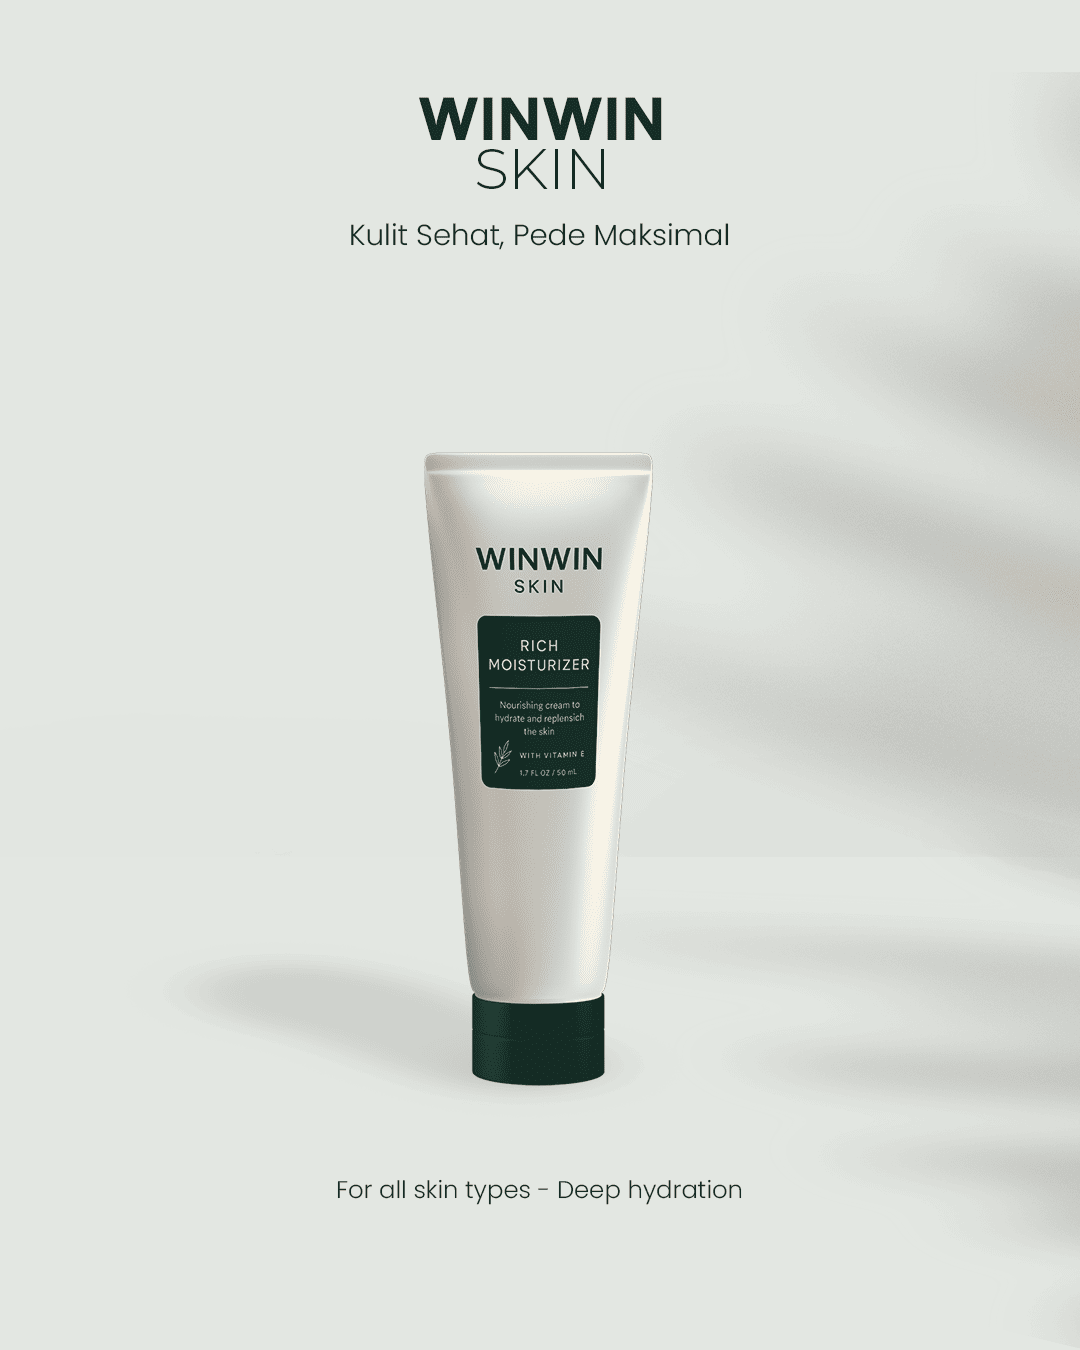 WINWIN
SKIN
Kulit Sehat, Pede Maksimal
WINWIN
SKIN
RICH
MOISTURIZER
Nourishing cream to
hydrate and replensich
the skin
WITH VITAMIN E
1.7 FL OZ / 50 mL
For all skin types - Deep hydration